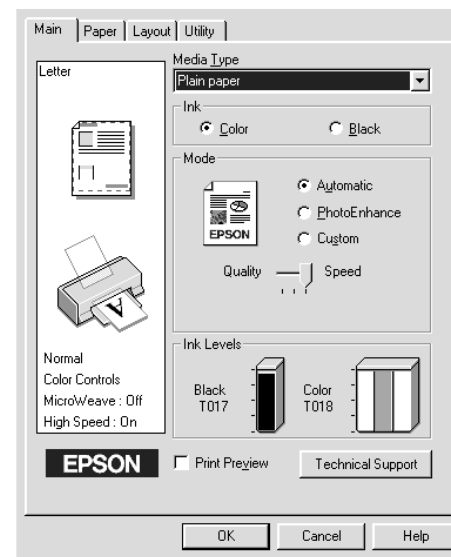 Main Paper Layout Utility
Letter
Normal
Color Controls
MicroWeave : Off
High Speed : On
EPSON
Media Type
Plain paper
Ink
Color Black
Mode
EPSON
Automatic
PhotoEnhance
Custom
Quality Speed
Ink Levels
Black
T017
Color
T018
Print Preview Technical Support
OK Cancel Help